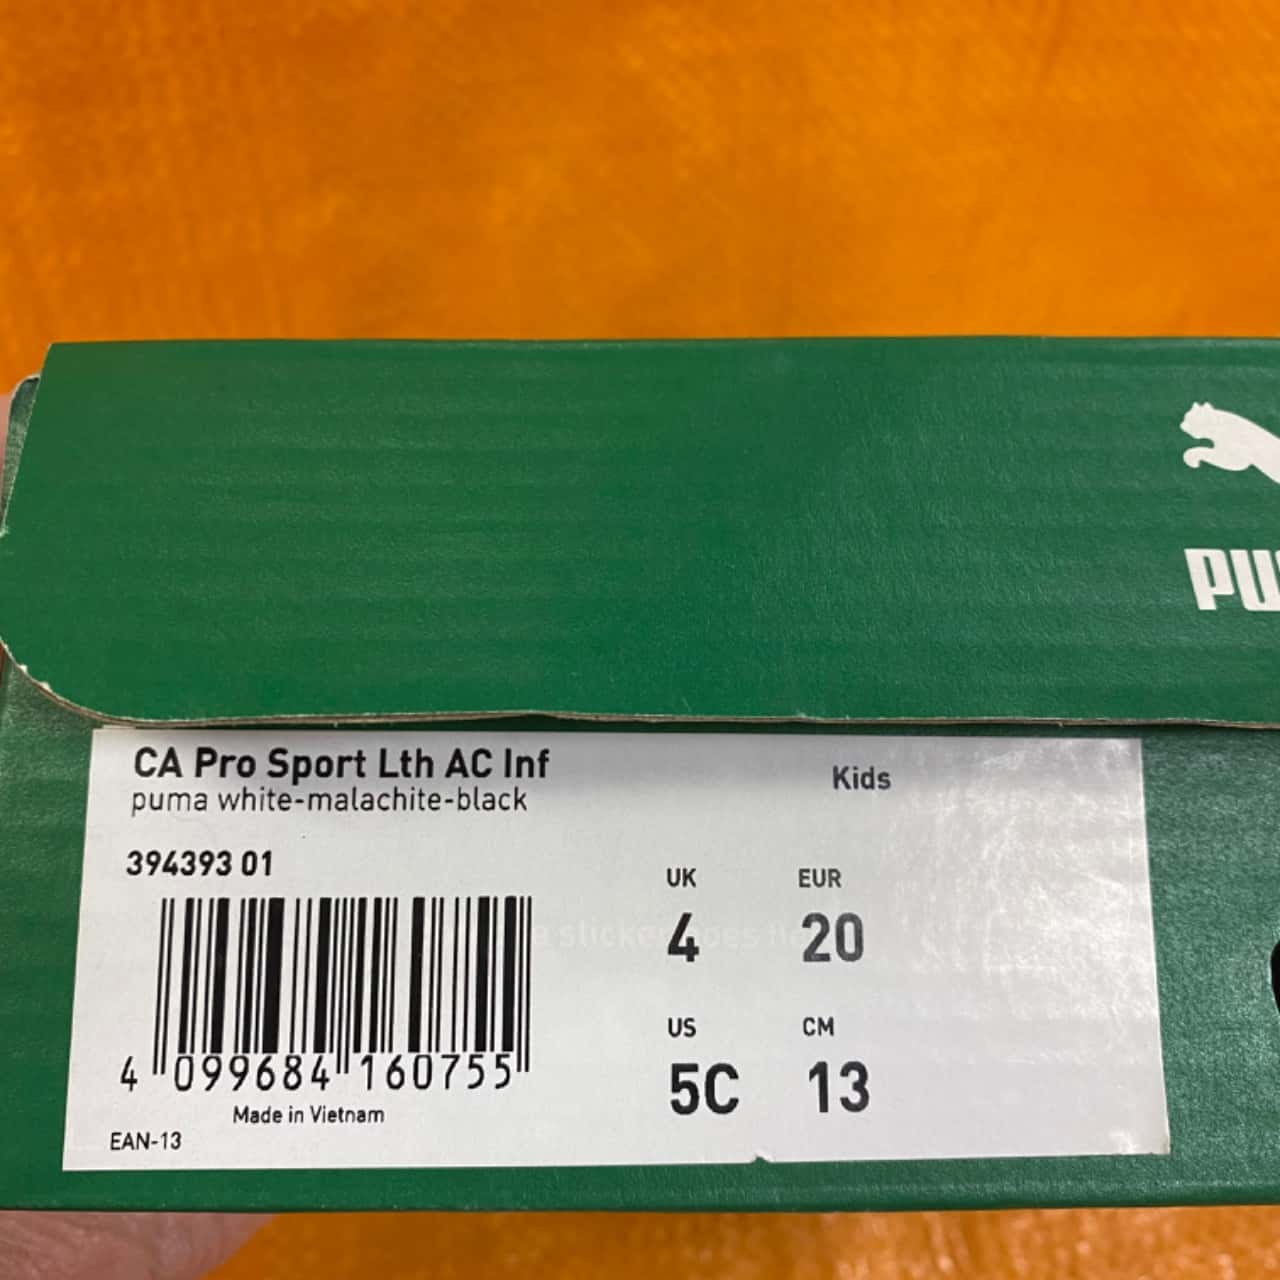 PU
CA Pro Sport Lth AC Inf
puma white-malachite-black
Kids
394393 01
UK
EUR
4
20
US
CM
5C
13
4 099684 160755
Made in Vietnam
EAN-13